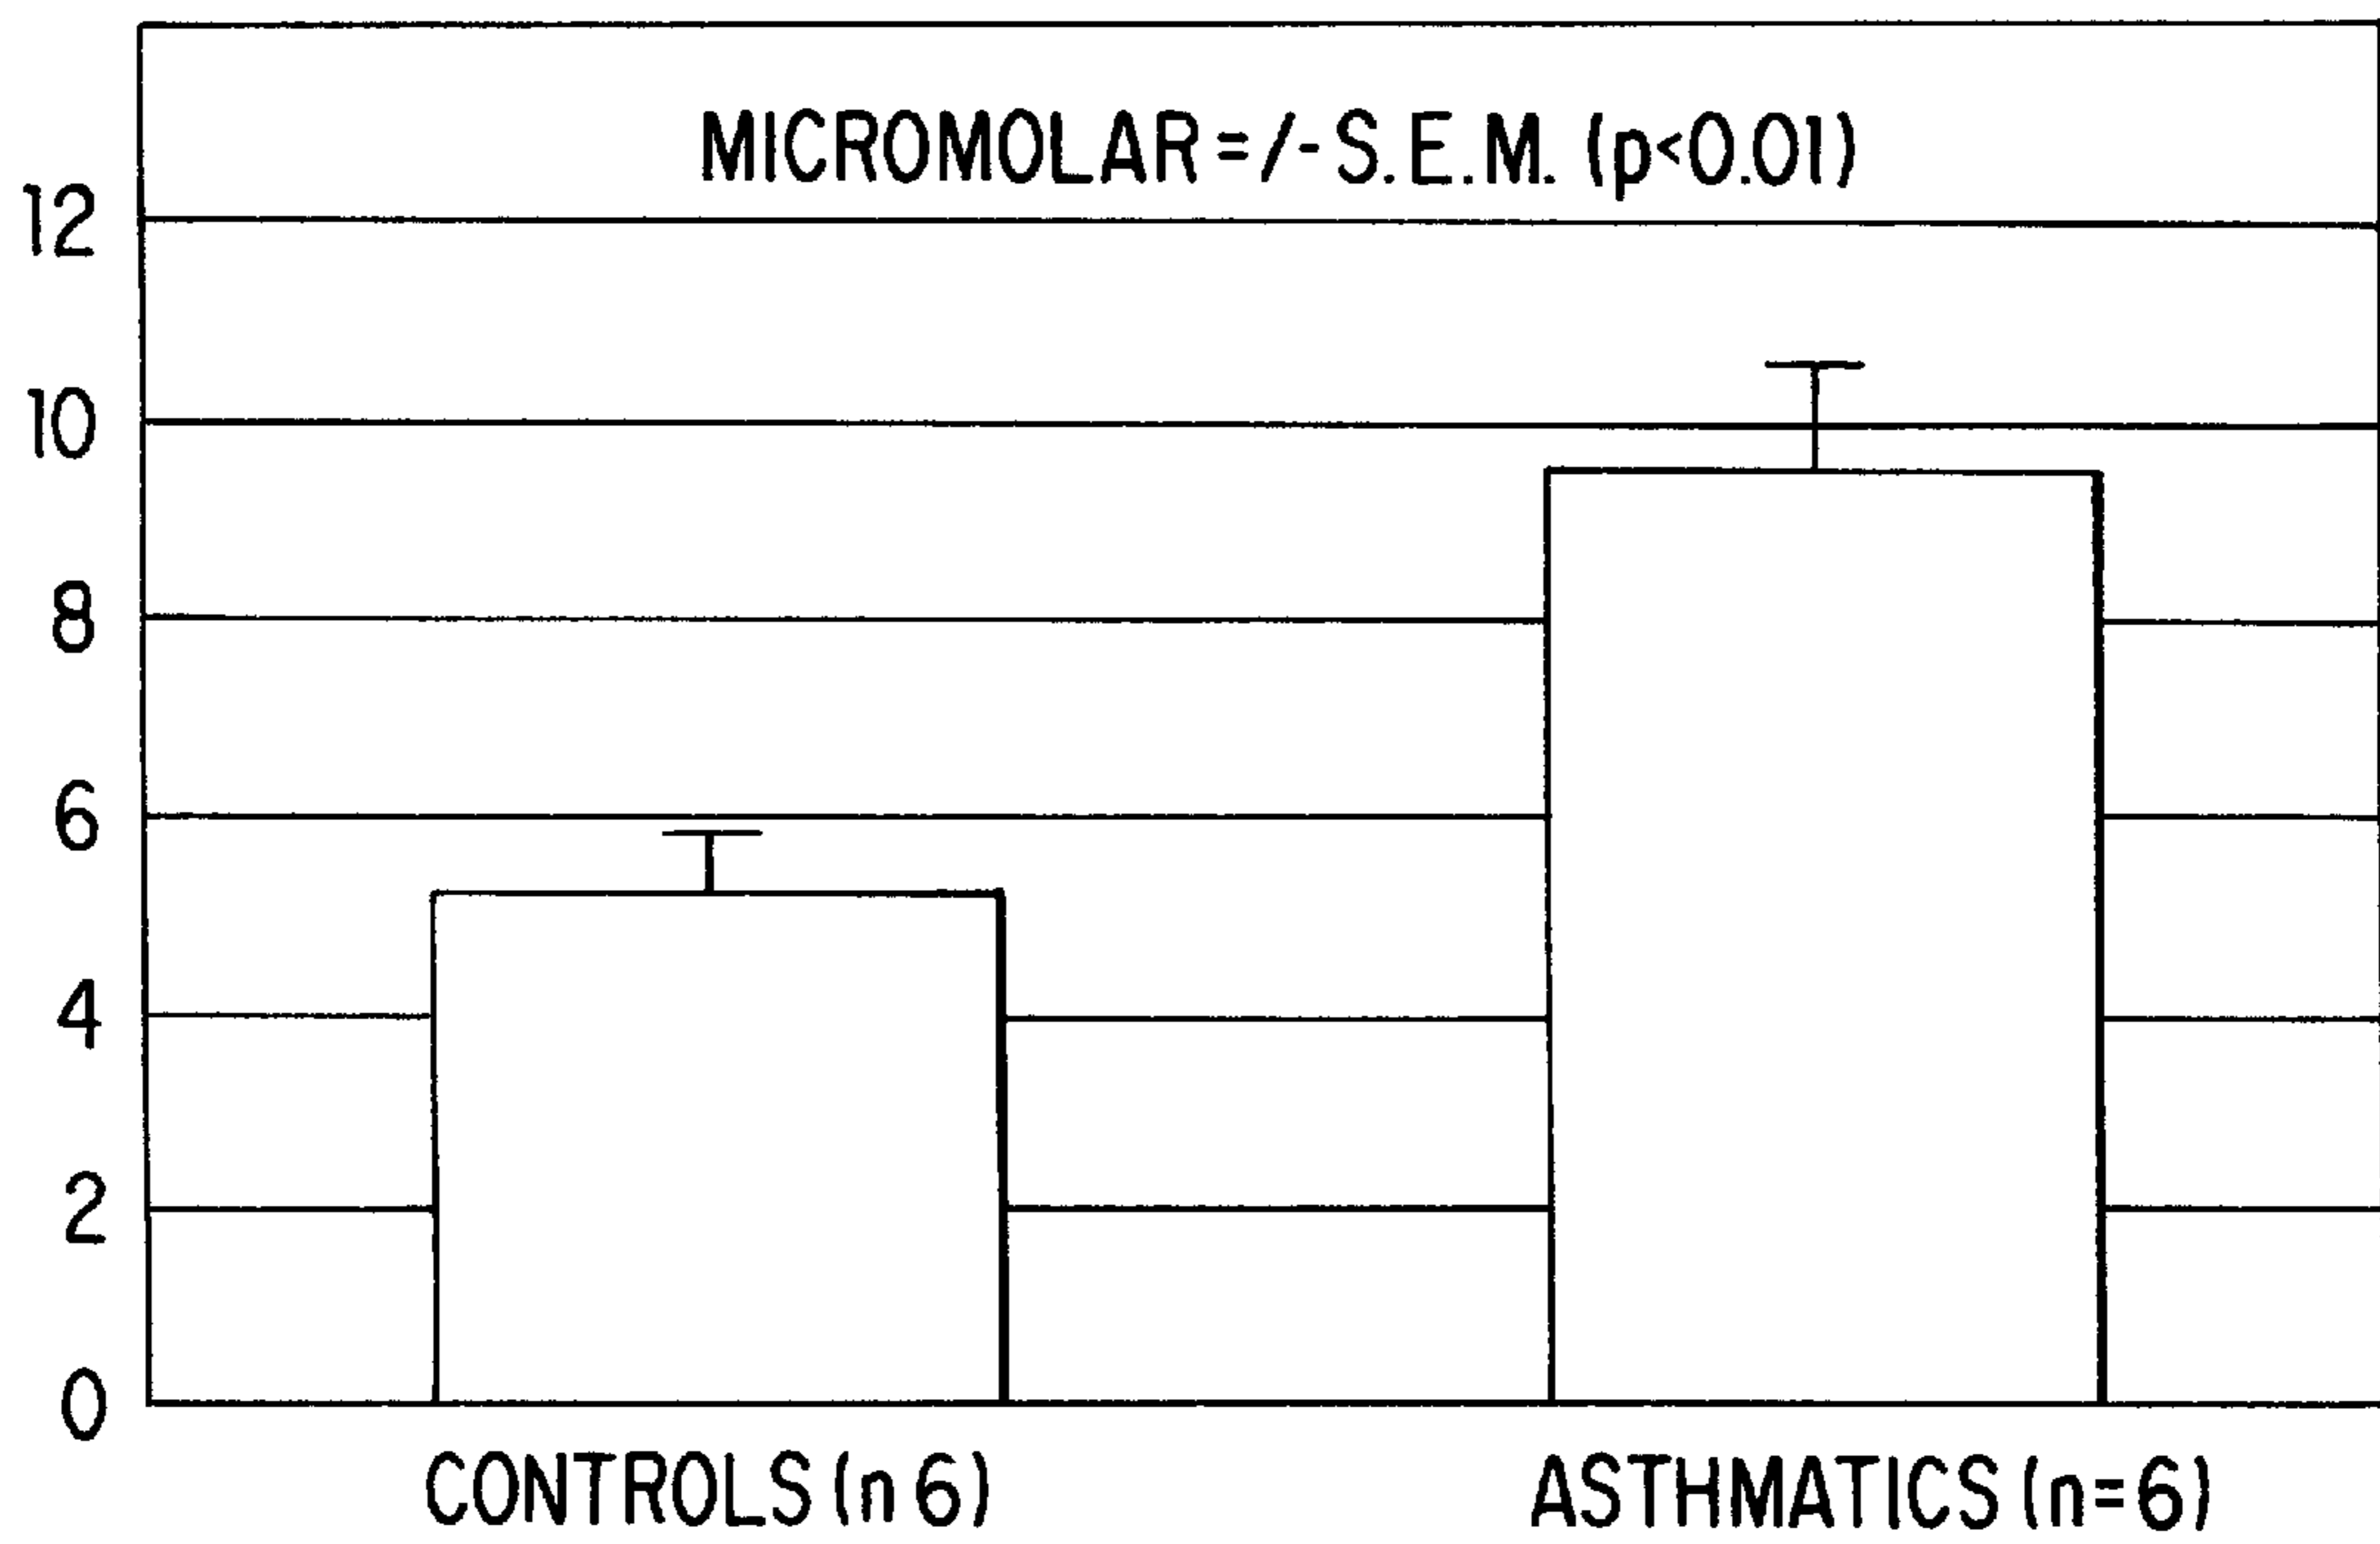 MICROMOLAR =/- S.E.M. (p<0.01)
12
10
8
6
4
2
0
CONTROLS (n 6)
ASTHMATICS (n=6)